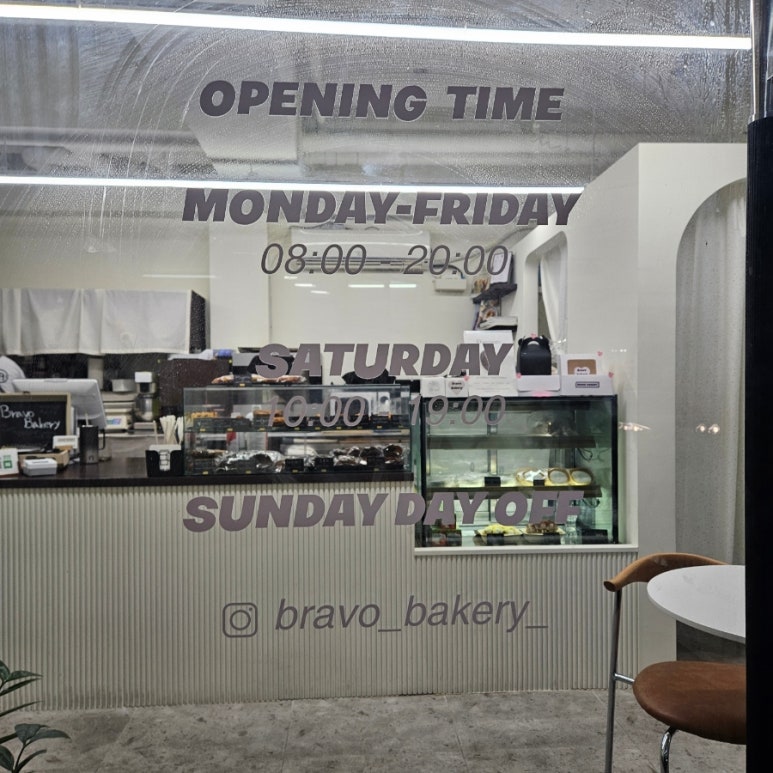 OPENING TIME
MONDAY-FRIDAY
08:00 - 20:00
SATURDAY
10:00 - 19:00
SUNDAY DAY OFF
bravo_bakery_
Bravo
Bakery